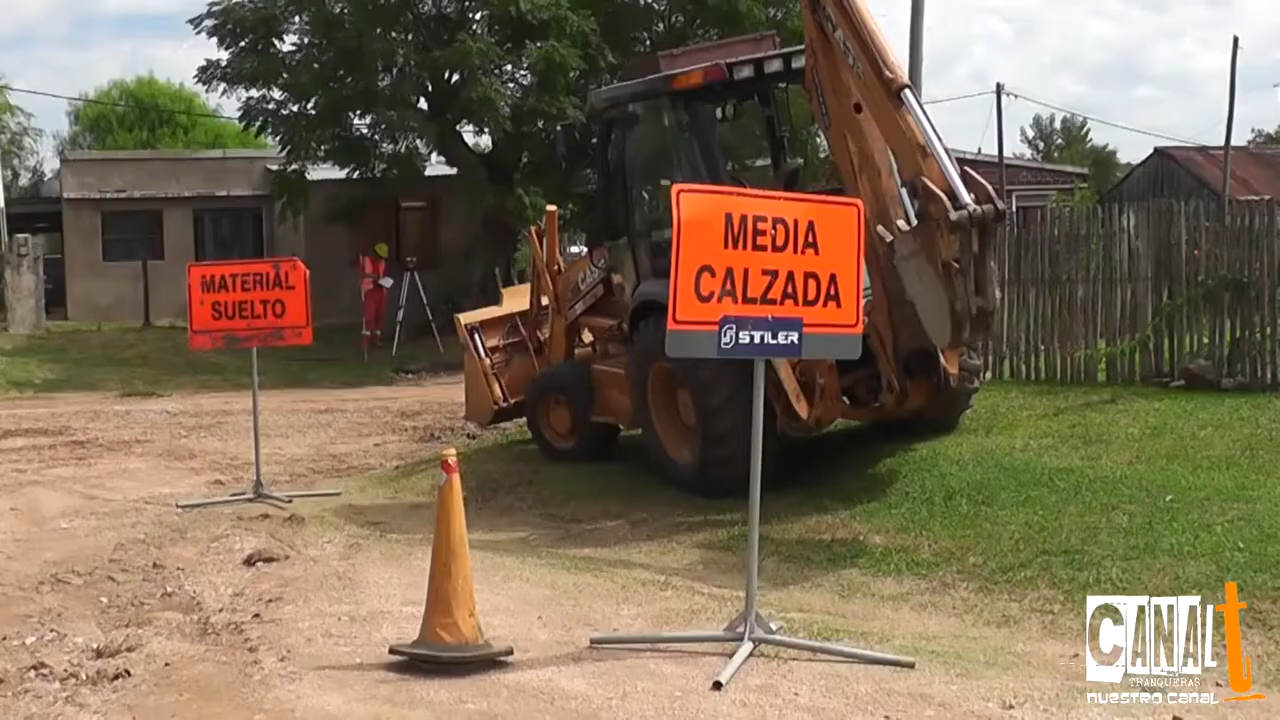 MATERIAL
SUELTO
MEDIA
CALZADA
STILER
CASE
CANAL t
TRANQUERAS
NUESTRO CANAL